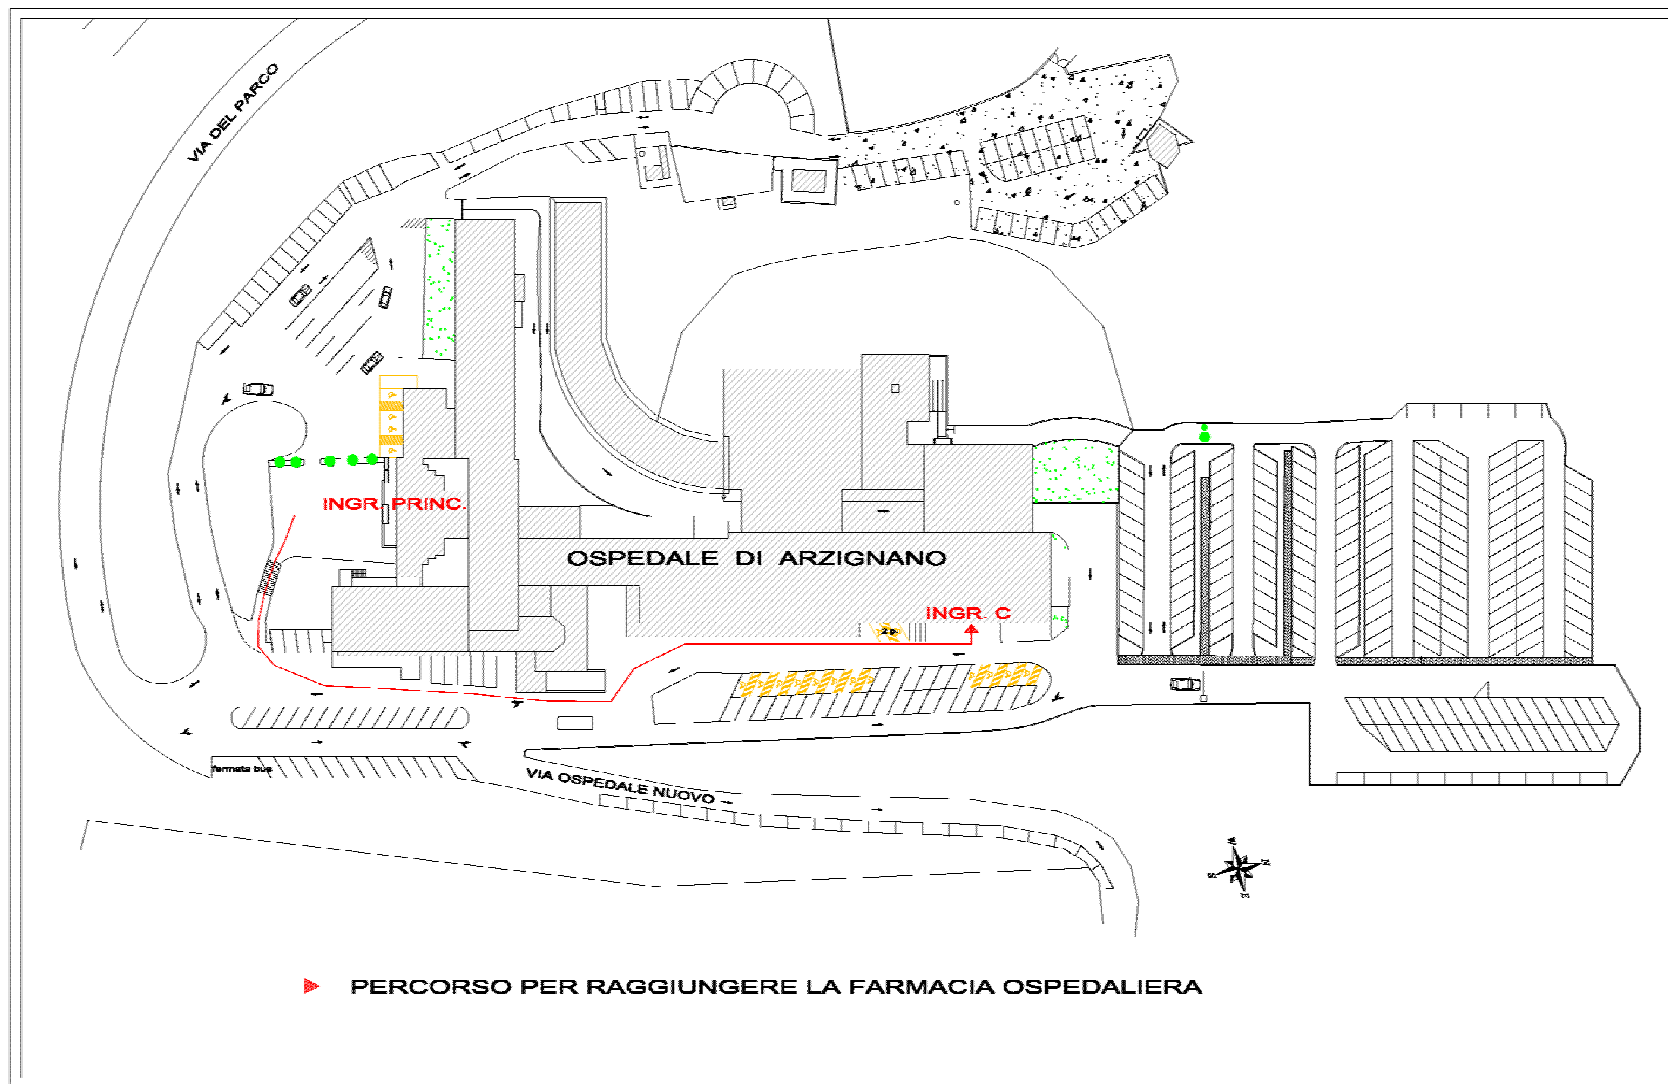 VIA DEL PARCO
INGR. PRINC.
OSPEDALE DI ARZIGNANO
INGR. C
fermata bus
VIA OSPEDALE NUOVO
PERCORSO PER RAGGIUNGERE LA FARMACIA OSPEDALIERA